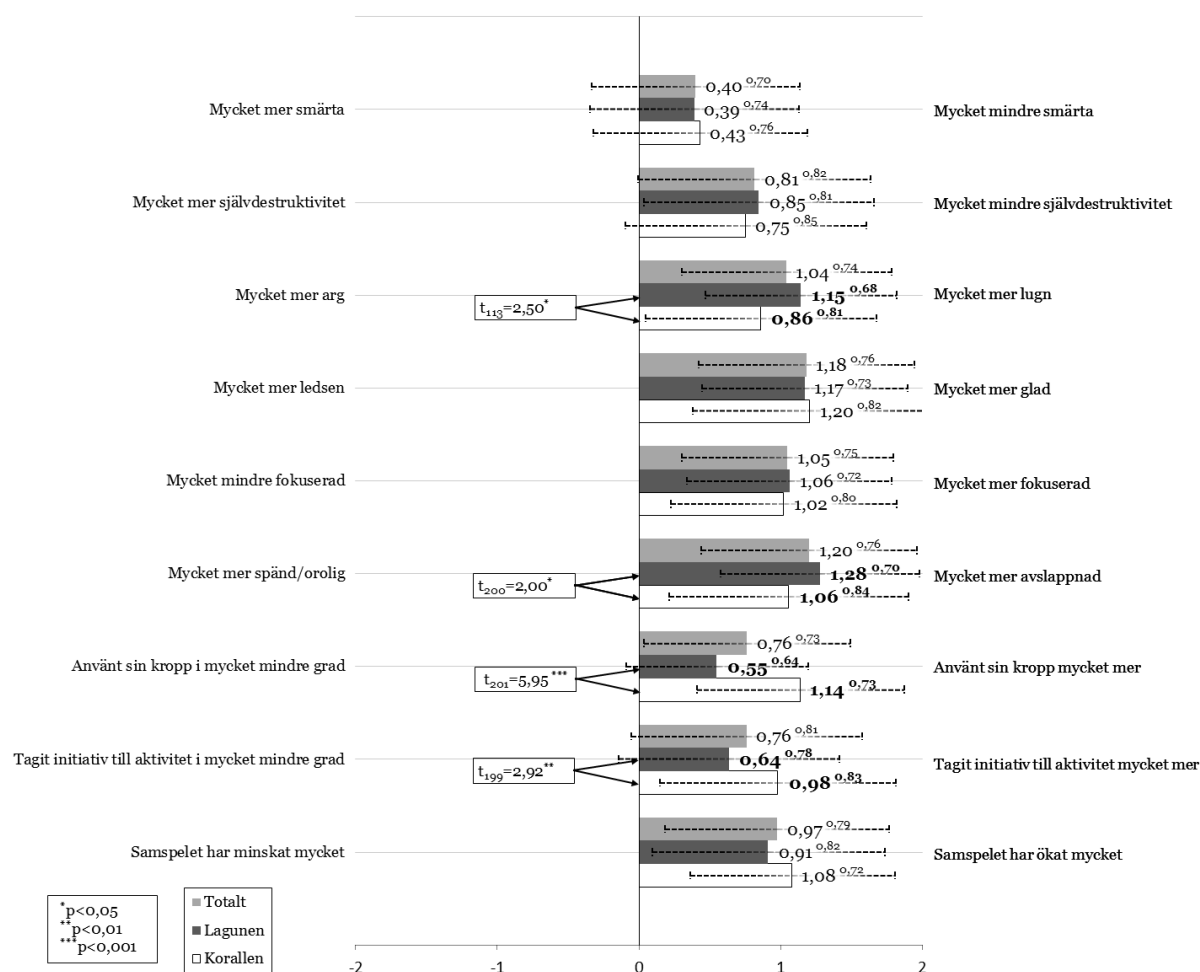 0,40 0,70
Mycket mer smärta 0,39 0,74 Mycket mindre smärta
0,43 0,76
0,81 0,82
Mycket mer självdestruktivitet 0,85 0,81 Mycket mindre självdestruktivitet
0,75 0,85
1,04 0,74
Mycket mer arg 1,15 0,68 Mycket mer lugn
t113=2,50* 0,86 0,81
1,18 0,76
Mycket mer ledsen 1,17 0,73 Mycket mer glad
1,20 0,82
1,05 0,75
Mycket mindre fokuserad 1,06 0,72 Mycket mer fokuserad
1,02 0,80
1,20 0,76
Mycket mer spänd/orolig 1,28 0,70 Mycket mer avslappnad
t200=2,00* 1,06 0,84
0,76 0,73
Använt sin kropp i mycket mindre grad 0,55 0,64 Använt sin kropp mycket mer
t201=5,95*** 1,14 0,73
0,76 0,81
Tagit initiativ till aktivitet i mycket mindre grad 0,64 0,78 Tagit initiativ till aktivitet mycket mer
t199=2,92** 0,98 0,83
0,97 0,79
Samspelet har minskat mycket 0,91 0,82 Samspelet har ökat mycket
1,08 0,72
*p<0,05
**p<0,01
***p<0,001
Totalt
Lagunen
Korallen
-2 -1 0 1 2